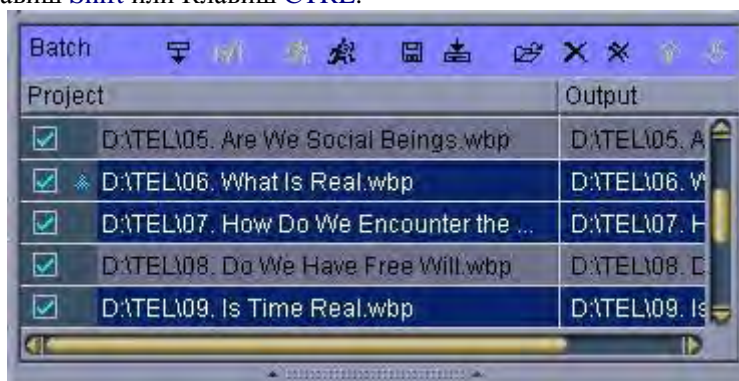 Shift или Клавиш CTRL.
Batch
Project Output
D:\TEL\05. Are We Social Beings.wbp D:\TEL\05. A
D:\TEL\06. What Is Real.wbp D:\TEL\06. W
D:\TEL\07. How Do We Encounter the ... D:\TEL\07. H
D:\TEL\08. Do We Have Free Will.wbp D:\TEL\08. D
D:\TEL\09. Is Time Real.wbp D:\TEL\09. Is